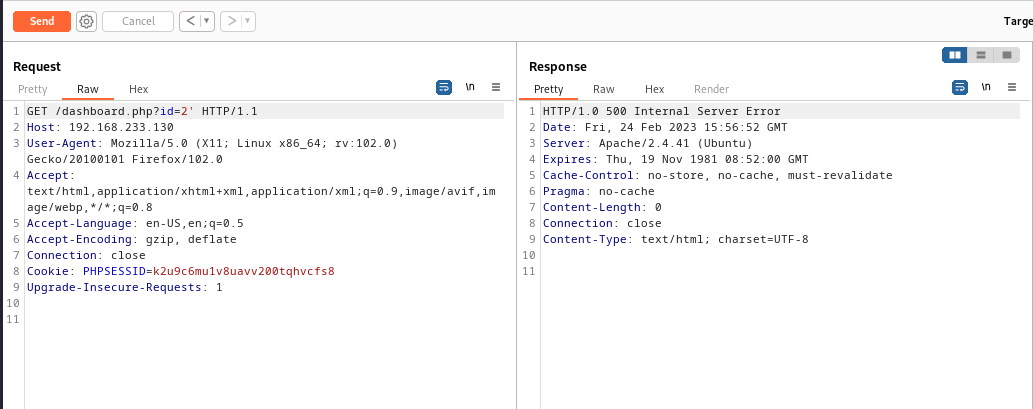 Send Cancel < ▼ > ▼ Targe
Request
Pretty Raw Hex \n
1 GET /dashboard.php?id=2' HTTP/1.1
2 Host: 192.168.233.130
3 User-Agent: Mozilla/5.0 (X11; Linux x86_64; rv:102.0)
Gecko/20100101 Firefox/102.0
4 Accept:
text/html,application/xhtml+xml,application/xml;q=0.9,image/avif,im
age/webp,*/*;q=0.8
5 Accept-Language: en-US,en;q=0.5
6 Accept-Encoding: gzip, deflate
7 Connection: close
8 Cookie: PHPSESSID=k2u9c6mu1v8uavv200tqhvcfs8
9 Upgrade-Insecure-Requests: 1
10
11
Response
Pretty Raw Hex Render \n
1 HTTP/1.0 500 Internal Server Error
2 Date: Fri, 24 Feb 2023 15:56:52 GMT
3 Server: Apache/2.4.41 (Ubuntu)
4 Expires: Thu, 19 Nov 1981 08:52:00 GMT
5 Cache-Control: no-store, no-cache, must-revalidate
6 Pragma: no-cache
7 Content-Length: 0
8 Connection: close
9 Content-Type: text/html; charset=UTF-8
10
11